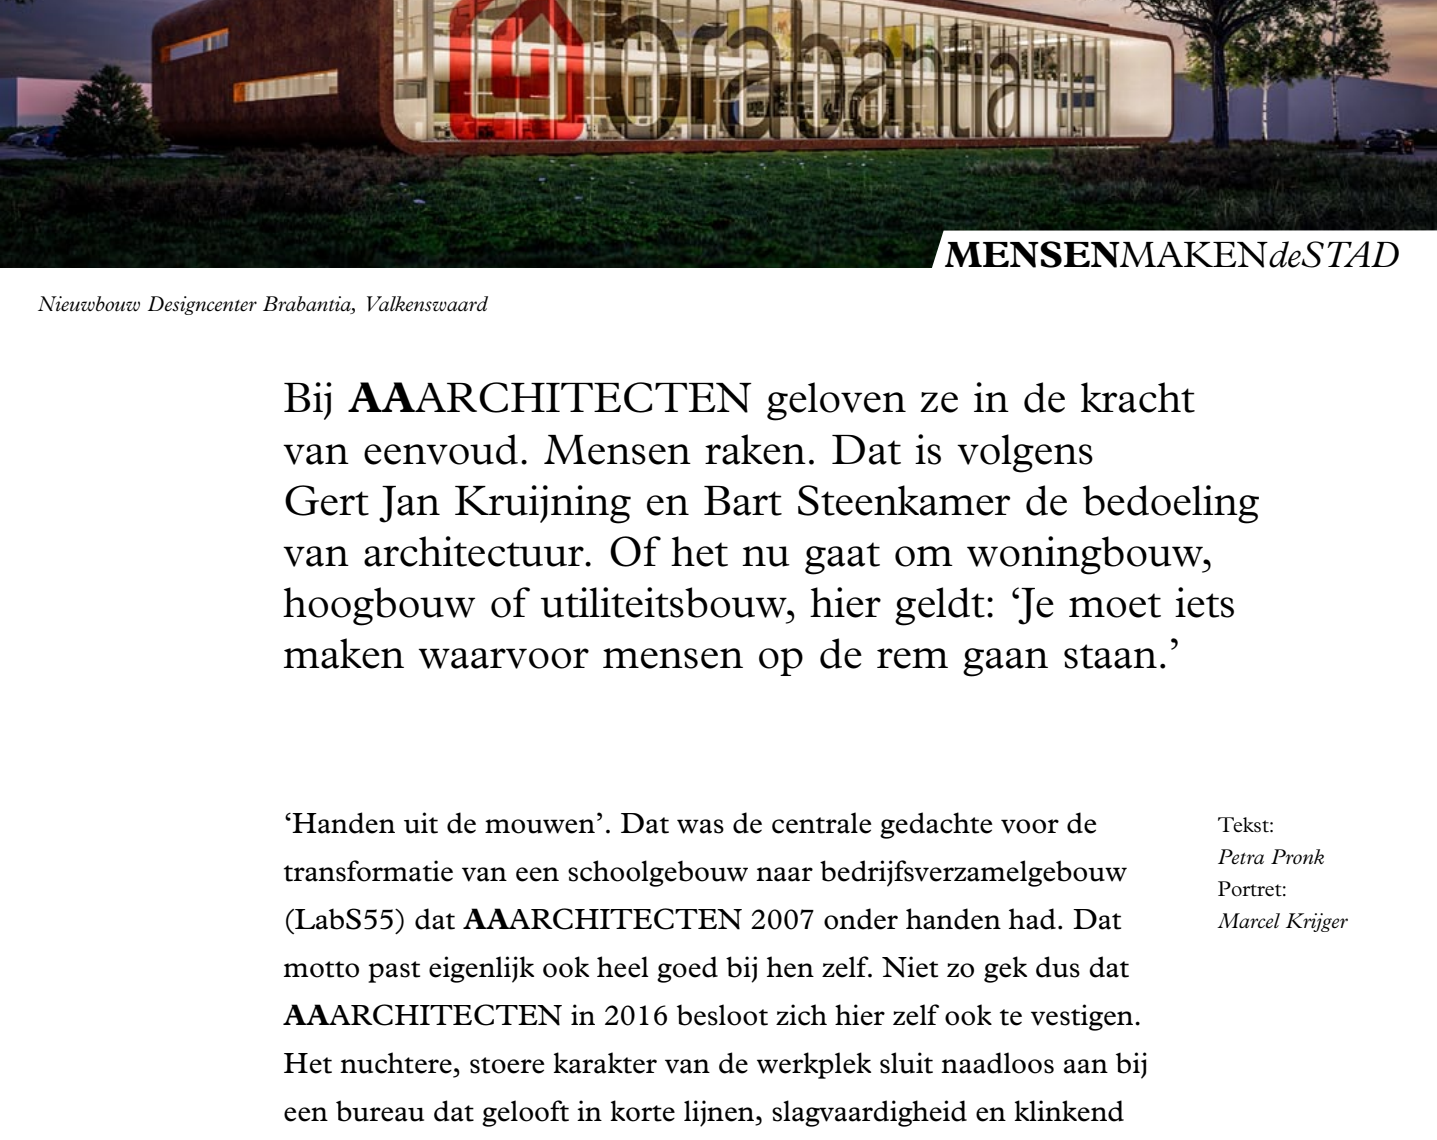 brabantia
MENSENMAKENdeSTAD
Nieuwbouw Designcenter Brabantia, Valkenswaard
Bij AAARCHITECTEN geloven ze in de kracht
van eenvoud. Mensen raken. Dat is volgens
Gert Jan Kruijning en Bart Steenkamer de bedoeling
van architectuur. Of het nu gaat om woningbouw,
hoogbouw of utiliteitsbouw, hier geldt: ‘Je moet iets
maken waarvoor mensen op de rem gaan staan.’
‘Handen uit de mouwen’. Dat was de centrale gedachte voor de
transformatie van een schoolgebouw naar bedrijfsverzamelgebouw
(LabS55) dat AAARCHITECTEN 2007 onder handen had. Dat
motto past eigenlijk ook heel goed bij hen zelf. Niet zo gek dus dat
AAARCHITECTEN in 2016 besloot zich hier zelf ook te vestigen.
Het nuchtere, stoere karakter van de werkplek sluit naadloos aan bij
een bureau dat gelooft in korte lijnen, slagvaardigheid en klinkend
Tekst:
Petra Pronk
Portret:
Marcel Krijger